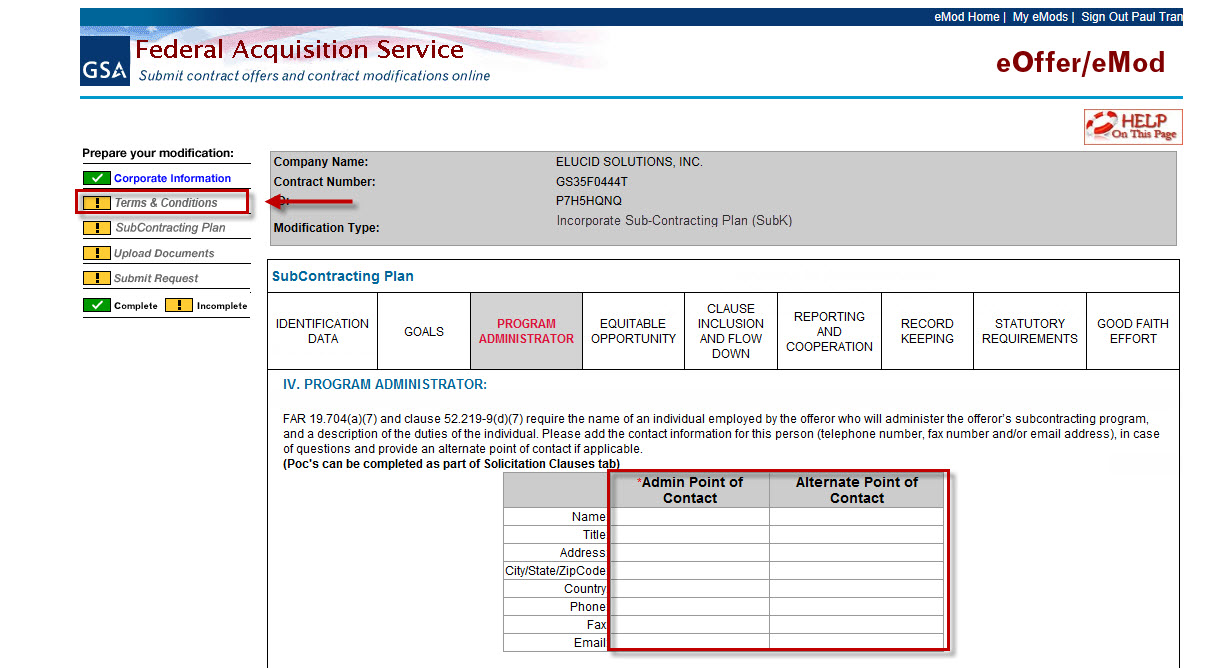 eMod Home | My eMods | Sign Out Paul Tran
GSA
Federal Acquisition Service
Submit contract offers and contract modifications online
eOffer/eMod
HELP
On This Page
Prepare your modification:
Corporate Information
! Terms & Conditions
! SubContracting Plan
! Upload Documents
! Submit Request
Complete ! Incomplete
Company Name: ELUCID SOLUTIONS, INC.
Contract Number: GS35F0444T
P7H5HQNQ
Modification Type: Incorporate Sub-Contracting Plan (SubK)
SubContracting Plan
IDENTIFICATION
DATA
GOALS
PROGRAM
ADMINISTRATOR
EQUITABLE
OPPORTUNITY
CLAUSE
INCLUSION
AND FLOW
DOWN
REPORTING
AND
COOPERATION
RECORD
KEEPING
STATUTORY
REQUIREMENTS
GOOD FAITH
EFFORT
IV. PROGRAM ADMINISTRATOR:
FAR 19.704(a)(7) and clause 52.219-9(d)(7) require the name of an individual employed by the offeror who will administer the offeror's subcontracting program,
and a description of the duties of the individual. Please add the contact information for this person (telephone number, fax number and/or email address), in case
of questions and provide an alternate point of contact if applicable.
(Poc's can be completed as part of Solicitation Clauses tab)
*Admin Point of
Contact
Alternate Point of
Contact
Name
Title
Address
City/State/ZipCode
Country
Phone
Fax
Email